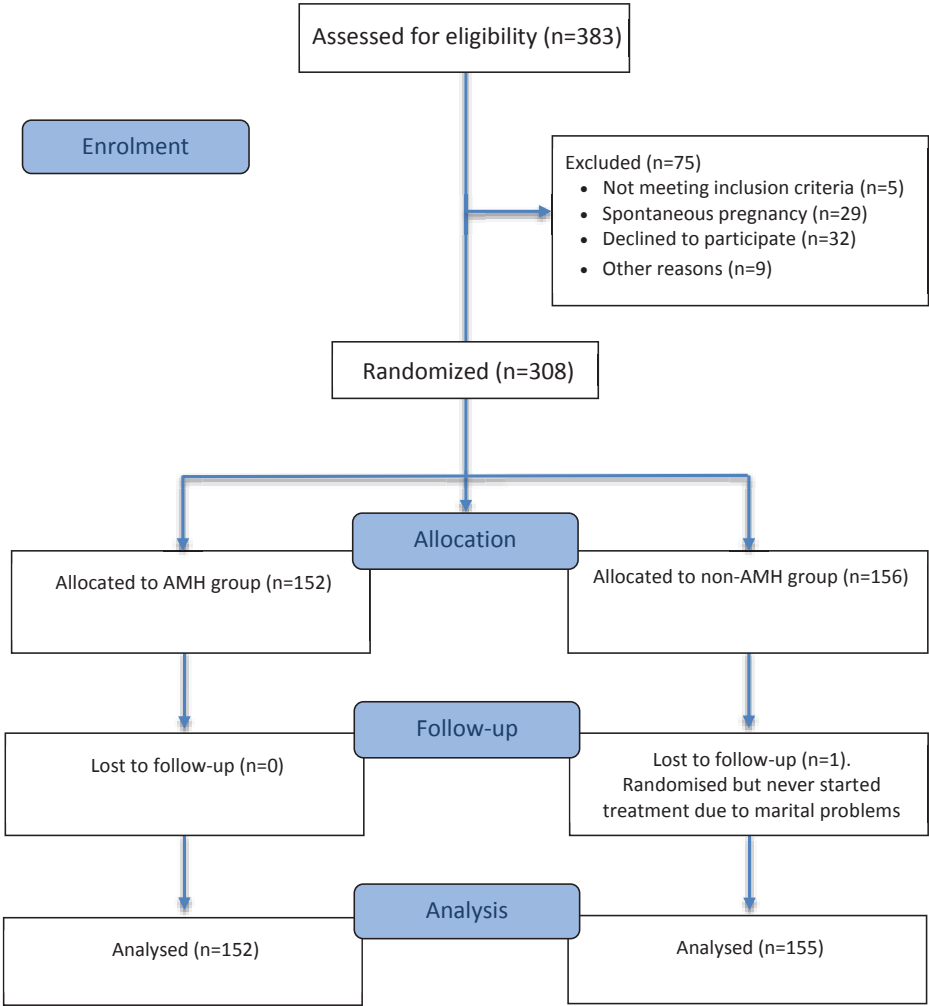 Assessed for eligibility (n=383)
Enrolment
Excluded (n=75)
• Not meeting inclusion criteria (n=5)
• Spontaneous pregnancy (n=29)
• Declined to participate (n=32)
• Other reasons (n=9)
Randomized (n=308)
Allocation
Allocated to AMH group (n=152)
Allocated to non-AMH group (n=156)
Follow-up
Lost to follow-up (n=0)
Lost to follow-up (n=1).
Randomised but never started
treatment due to marital problems
Analysis
Analysed (n=152)
Analysed (n=155)